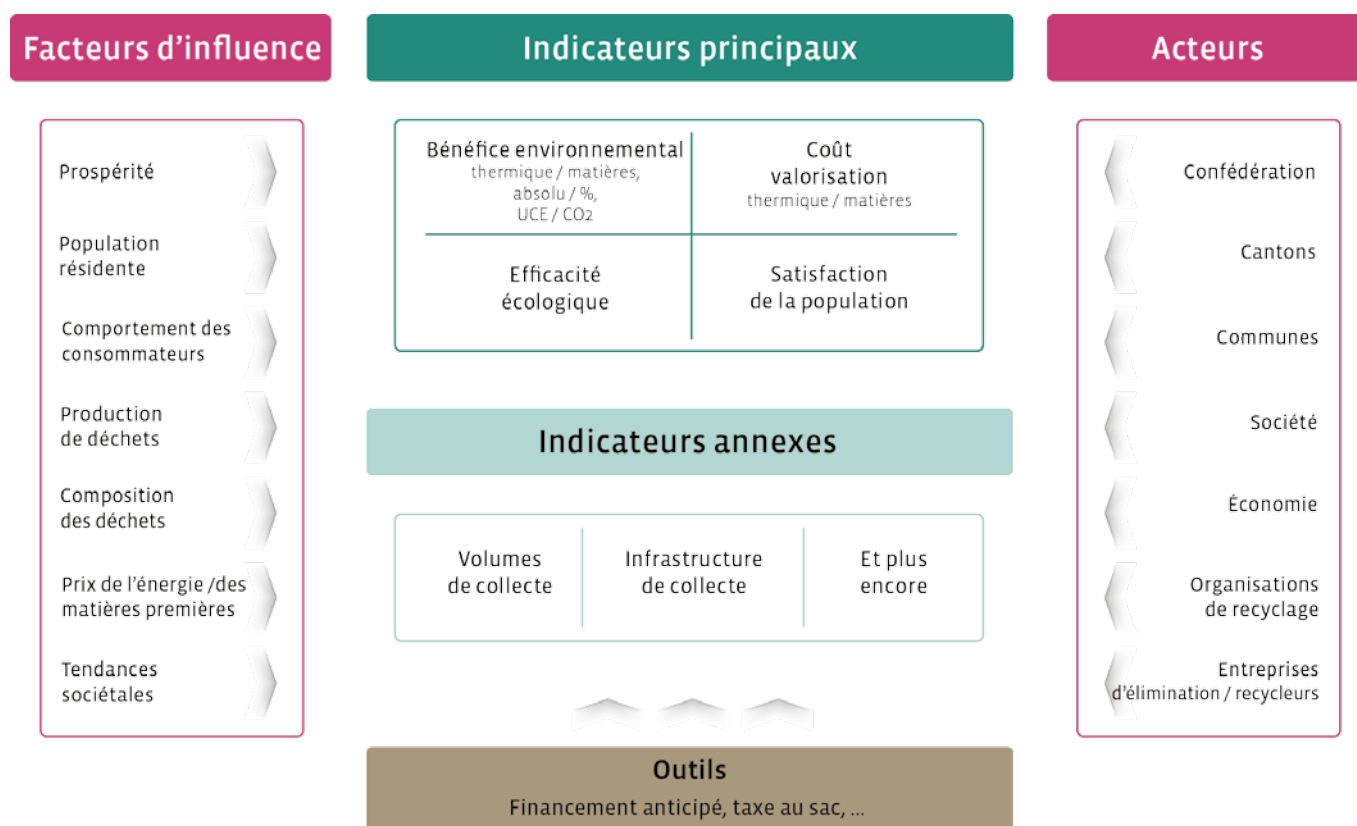 Facteurs d'influence
Prospérité
Population
résidente
Comportement des
consommateurs
Production
de déchets
Composition
des déchets
Prix de l'énergie /des
matières premières
Tendances
sociétales
Indicateurs principaux
Bénéfice environnemental
thermique / matières,
absolu / %,
UCE / CO2
Coût
valorisation
thermique / matières
Efficacité
écologique
Satisfaction
de la population
Indicateurs annexes
Volumes
de collecte
Infrastructure
de collecte
Et plus
encore
Outils
Financement anticipé, taxe au sac, ...
Acteurs
Confédération
Cantons
Communes
Société
Économie
Organisations
de recyclage
Entreprises
d'élimination / recycleurs